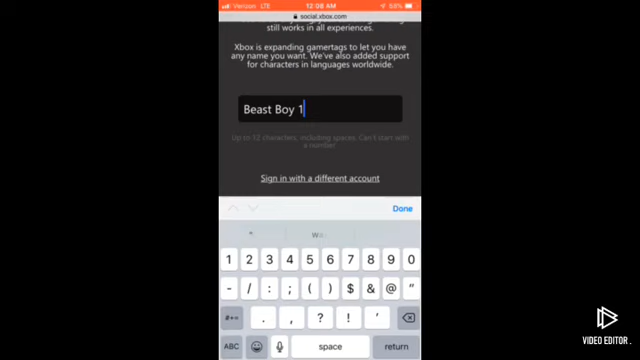 Verizon LTE 12:08 AM 59%
social.xbox.com
still works in all experiences.
Xbox is expanding gamertags to let you have
any name you want. We've also added support
for characters in languages worldwide.
Beast Boy 1
Up to 12 characters, including spaces. Can't start with
a number.
Sign in with a different account
Done
1 2 3 4 5 6 7 8 9 0
- / : ; ( ) $ & @ "
#+= . , ? ! '
ABC space return
VIDEO EDITOR .